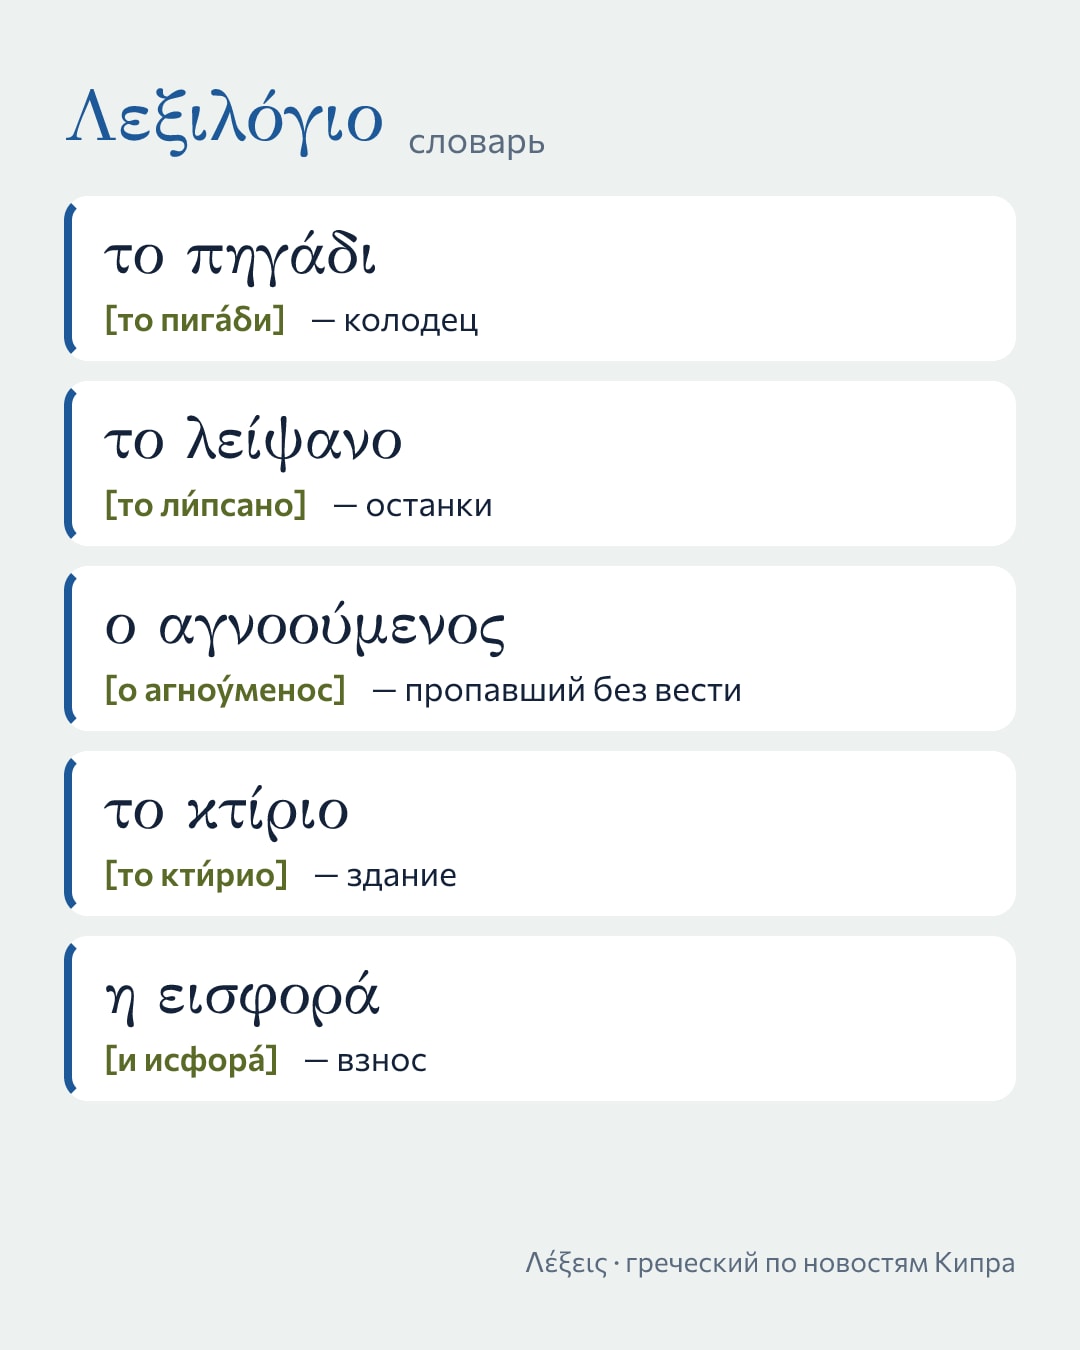 Λεξιλόγιο словарь
το πηγάδι
[то пига́δи] — колодец
το λείψανο
[то ли́псано] — останки
ο αγνοούμενος
[о агноу́менос] — пропавший без вести
το κτίριο
[то кти́рио] — здание
η εισφορά
[и исфора́] — взнос
Λέξεις · греческий по новостям Кипра